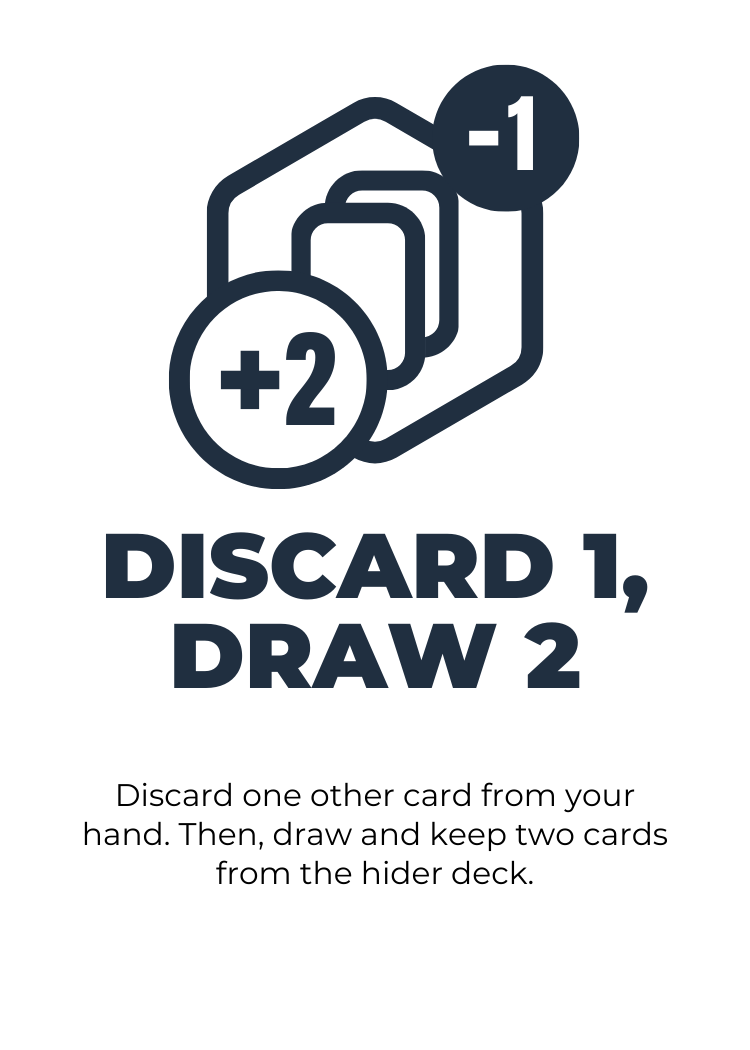 -1
+2
DISCARD 1,
DRAW 2
Discard one other card from your
hand. Then, draw and keep two cards
from the hider deck.